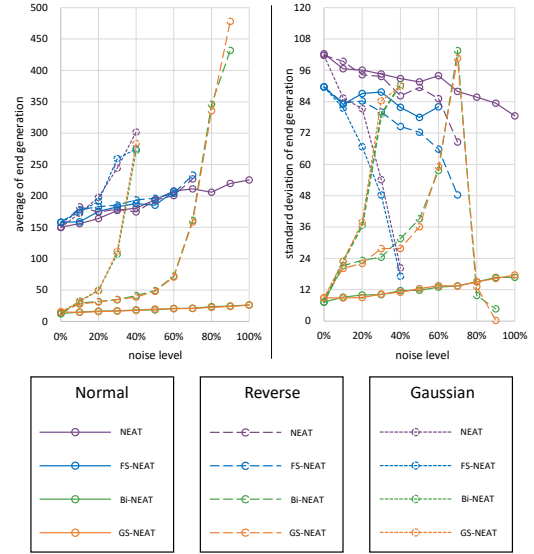 average of end generation
500
450
400
350
300
250
200
150
100
50
0
0% 20% 40% 60% 80% 100%
noise level
standard deviation of end generation
120
108
96
84
72
60
48
36
24
12
0
0% 20% 40% 60% 80% 100%
noise level
Normal
NEAT
FS-NEAT
Bi-NEAT
GS-NEAT
Reverse
NEAT
FS-NEAT
Bi-NEAT
GS-NEAT
Gaussian
NEAT
FS-NEAT
Bi-NEAT
GS-NEAT